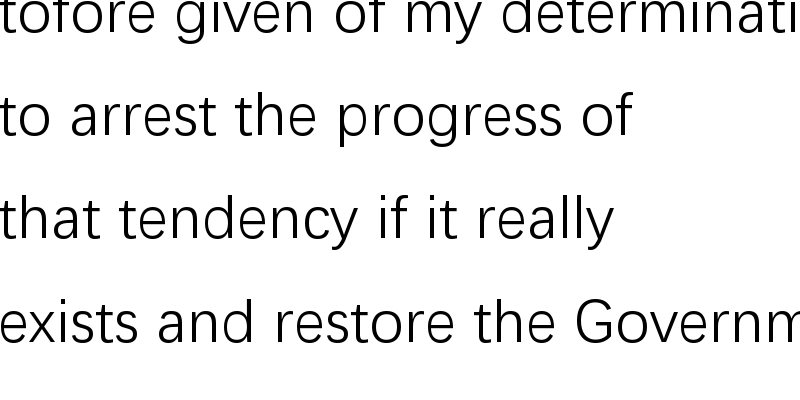 tofore given of my determinati
to arrest the progress of
that tendency if it really
exists and restore the Governm